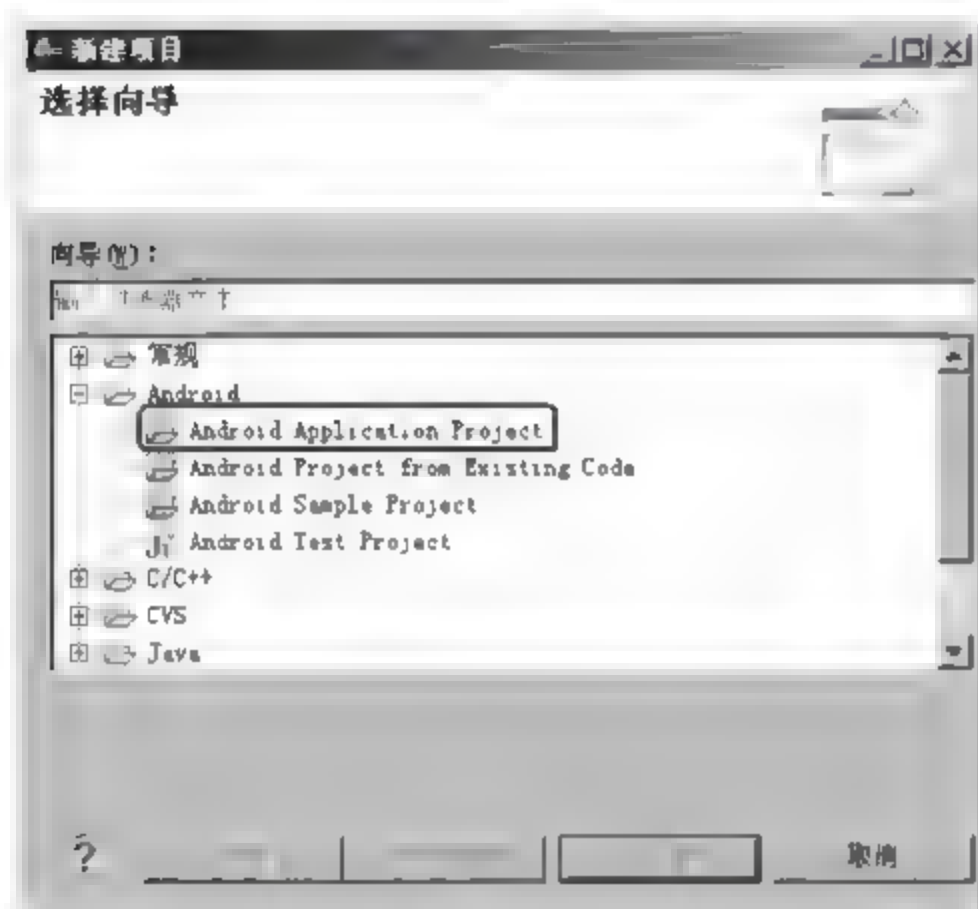 新建项目
选择向导
向导(W):
常规
Android
Android Application Project
Android Project from Existing Code
Android Sample Project
Android Test Project
C/C++
CVS
Java
?
取消